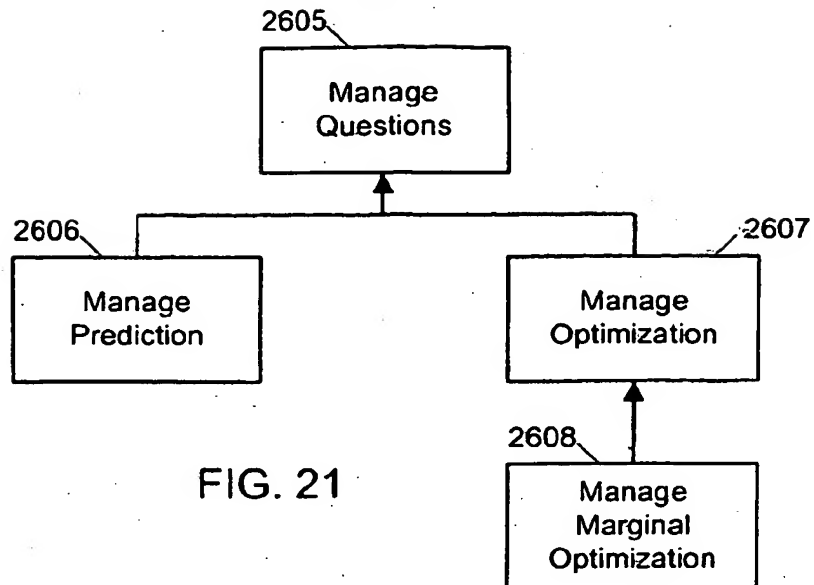 2605
Manage
Questions
2606
Manage
Prediction
2607
Manage
Optimization
2608
Manage
Marginal
Optimization
FIG. 21